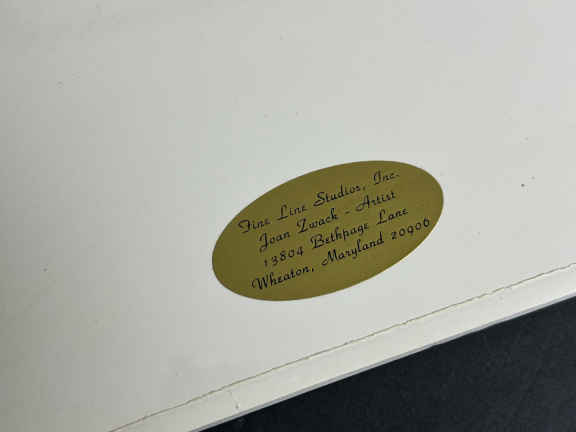 Fine Line Studios, Inc.
Joan Zwack - Artist
13804 Bethpage Lane
Wheaton, Maryland 20906